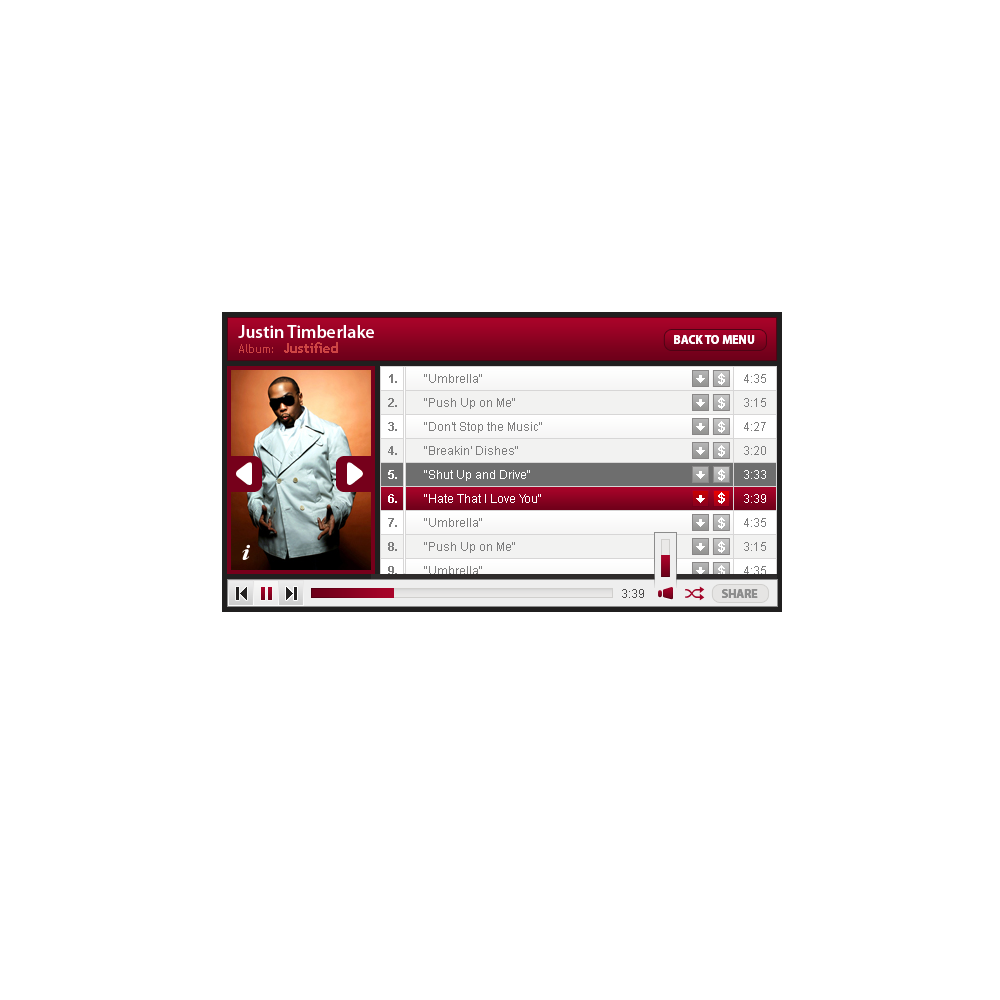 Justin Timberlake
Album: Justified
BACK TO MENU
1. "Umbrella" $ 4:35
2. "Push Up on Me" $ 3:15
3. "Don't Stop the Music" $ 4:27
4. "Breakin' Dishes" $ 3:20
5. "Shut Up and Drive" $ 3:33
6. "Hate That I Love You" $ 3:39
7. "Umbrella" $ 4:35
8. "Push Up on Me" $ 3:15
9. "Umbrella" $ 4:35
i
3:39 SHARE